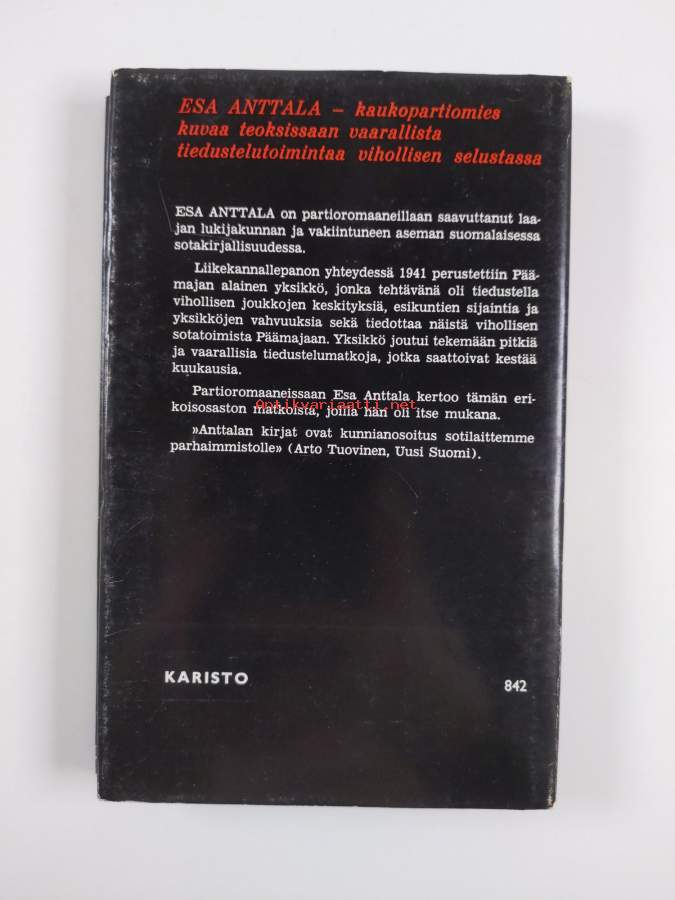 ESA ANTTALA – kaukopartiomies
kuvaa teoksissaan vaarallista
tiedustelutoimintaa vihollisen selustassa
ESA ANTTALA on partioromaaneillaan saavuttanut laa-
jan lukijakunnan ja vakiintuneen aseman suomalaisessa
sotakirjallisuudessa.
Liikekannallepanon yhteydessä 1941 perustettiin Pää-
majan alainen yksikkö, jonka tehtävänä oli tiedustella
vihollisen joukkojen keskityksiä, esikuntien sijaintia ja
yksikköjen vahvuuksia sekä tiedottaa näistä vihollisen
sotatoimista Päämajaan. Yksikkö joutui tekemään pitkiä
ja vaarallisia tiedustelumatkoja, jotka saattoivat kestää
kuukausia.
Partioromaaneissaan Esa Anttala kertoo tämän eri-
koisosaston matkoista, joilla hän oli itse mukana.
antikvariaatti.net
»Anttalan kirjat ovat kunnianosoitus sotilaittemme
parhaimmistolle» (Arto Tuovinen, Uusi Suomi).
KARISTO
842